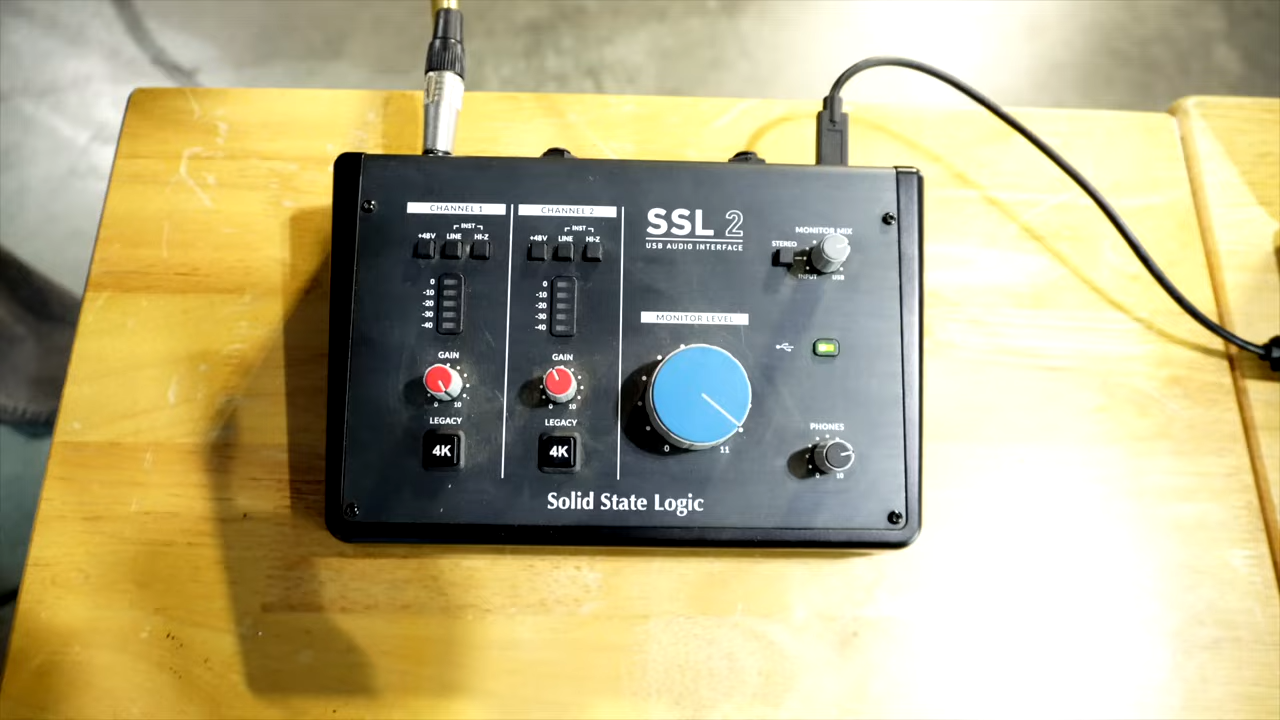 CHANNEL 1
INST
+48V LINE HI-Z
0
-10
-20
-30
-40
GAIN
0 10
LEGACY
4K
CHANNEL 2
INST
+48V LINE HI-Z
0
-10
-20
-30
-40
GAIN
0 10
LEGACY
4K
SSL 2
USB AUDIO INTERFACE
MONITOR MIX
STEREO
INPUT USB
MONITOR LEVEL
0 11
PHONES
0 10
Solid State Logic